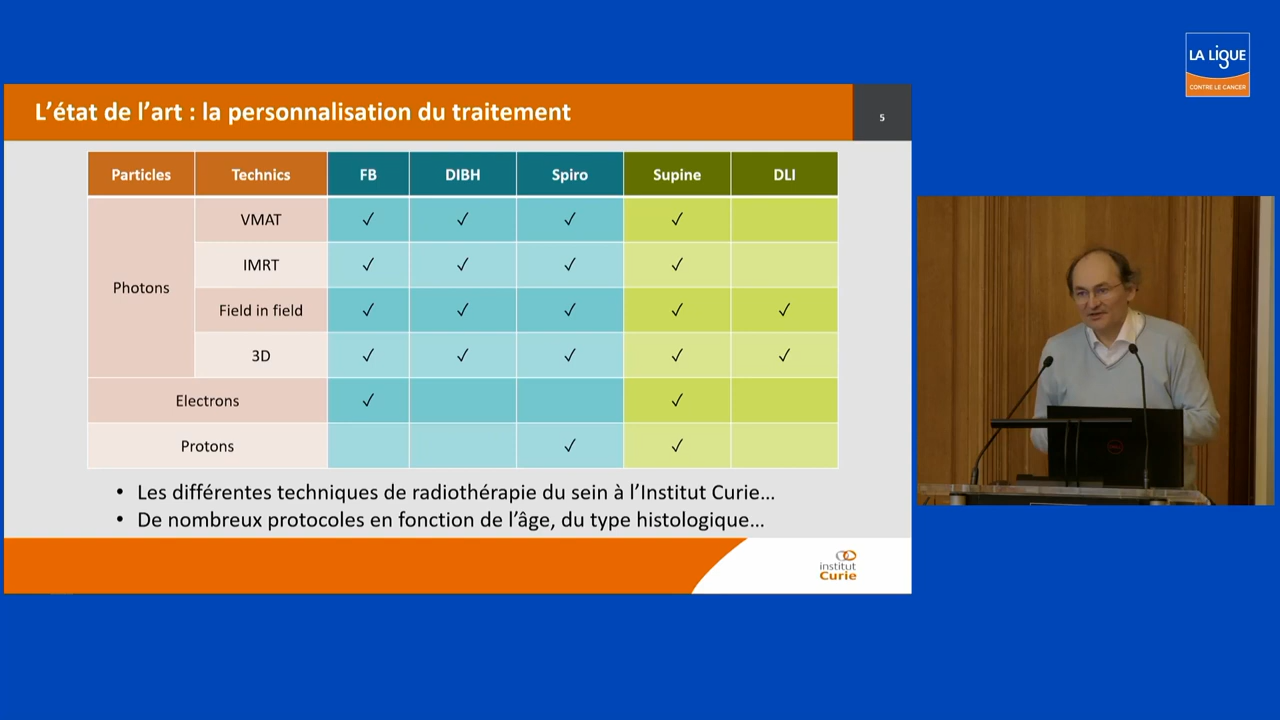 LA LIGUE
CONTRE LE CANCER
L'état de l'art : la personnalisation du traitement
5
Particles Technics FB DIBH Spiro Supine DLI
VMAT ✓ ✓ ✓ ✓
IMRT ✓ ✓ ✓ ✓
Photons
Field in field ✓ ✓ ✓ ✓ ✓
3D ✓ ✓ ✓ ✓ ✓
Electrons ✓ ✓
Protons ✓ ✓
• Les différentes techniques de radiothérapie du sein à l'Institut Curie...
• De nombreux protocoles en fonction de l'âge, du type histologique...
institut
Curie
DELL